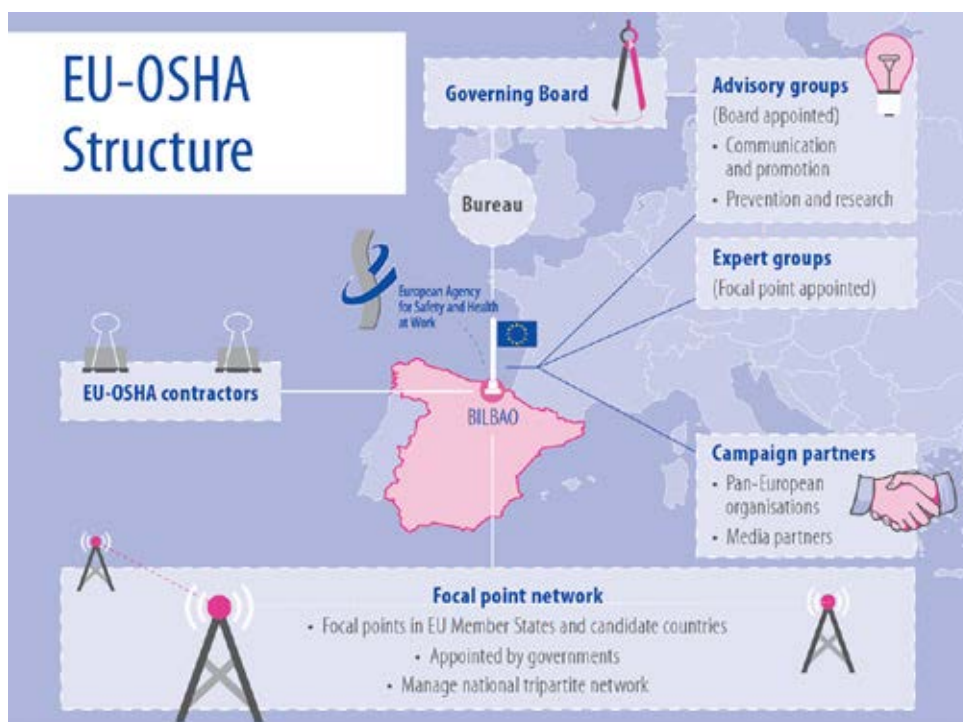 EU-OSHA
Structure
Governing Board
Bureau
Advisory groups
(Board appointed)
• Communication
and promotion
• Prevention and research
Expert groups
(Focal point appointed)
European Agency
for Safety and Health
at Work
EU-OSHA contractors
BILBAO
Campaign partners
• Pan-European
organisations
• Media partners
Focal point network
• Focal points in EU Member States and candidate countries
• Appointed by governments
• Manage national tripartite network